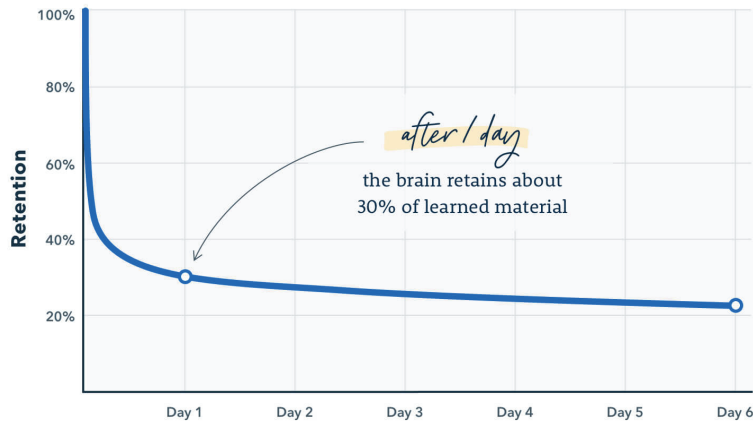 100%
80%
60%
40%
20%
Retention
after 1 day
the brain retains about
30% of learned material
Day 1
Day 2
Day 3
Day 4
Day 5
Day 6